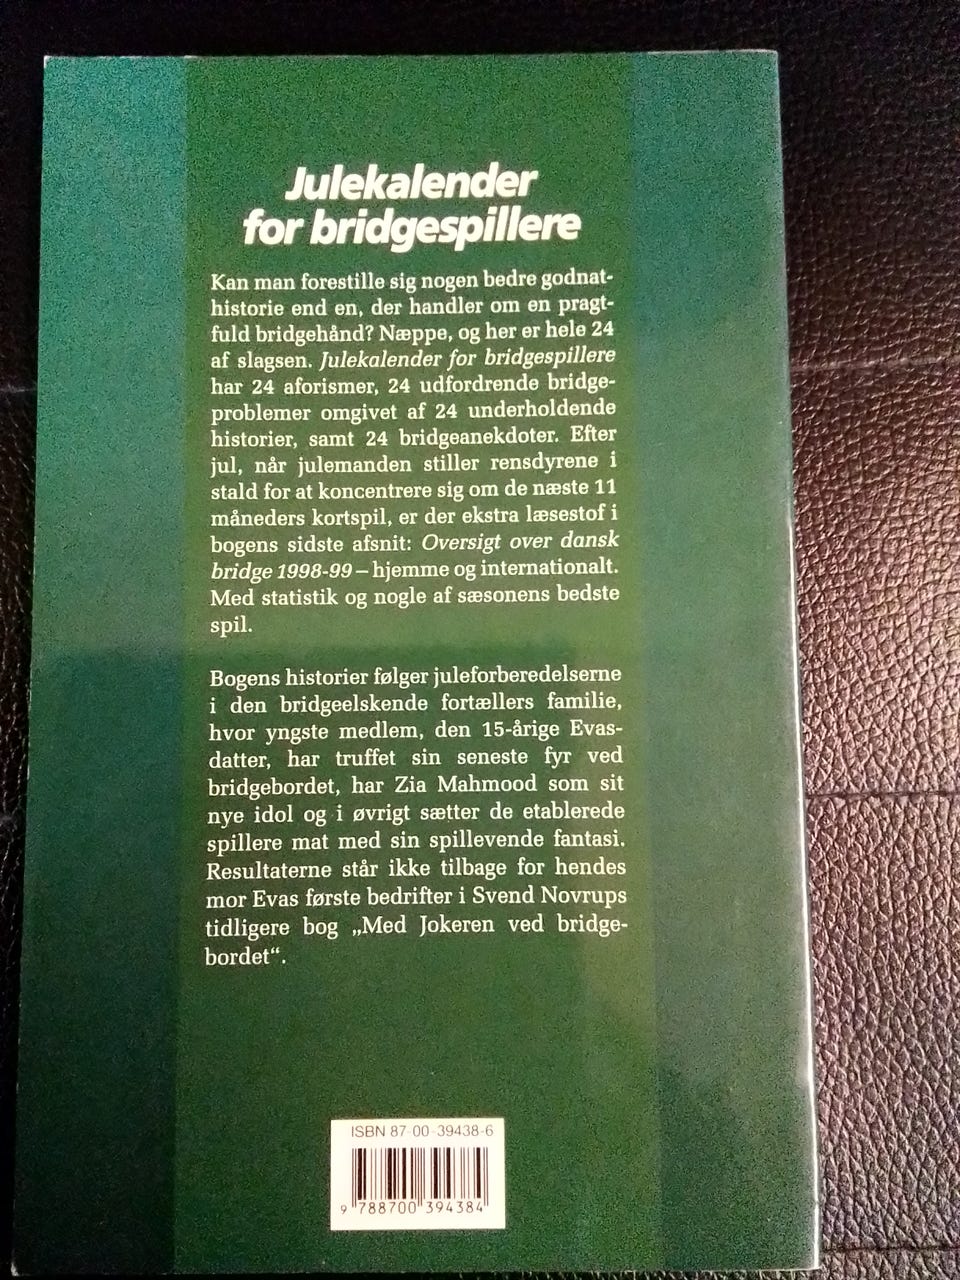 Julekalender
for bridgespillere
Kan man forestille sig nogen bedre godnat-
historie end en, der handler om en pragt-
fuld bridgehånd? Næppe, og her er hele 24
af slagsen. Julekalender for bridgespillere
har 24 aforismer, 24 udfordrende bridge-
problemer omgivet af 24 underholdende
historier, samt 24 bridgeanekdoter. Efter
jul, når julemanden stiller rensdyrene i
stald for at koncentrere sig om de næste 11
måneders kortspil, er der ekstra læsestof i
bogens sidste afsnit: Oversigt over dansk
bridge 1998-99 – hjemme og internationalt.
Med statistik og nogle af sæsonens bedste
spil.
Bogens historier følger juleforberedelserne
i den bridgeelskende fortællers familie,
hvor yngste medlem, den 15-årige Evas-
datter, har truffet sin seneste fyr ved
bridgebordet, har Zia Mahmood som sit
nye idol og i øvrigt sætter de etablerede
spillere mat med sin spillevende fantasi.
Resultaterne står ikke tilbage for hendes
mor Evas første bedrifter i Svend Novrups
tidligere bog „Med Jokeren ved bridge-
bordet“.
ISBN 87-00-39438-6
9 788700 394384